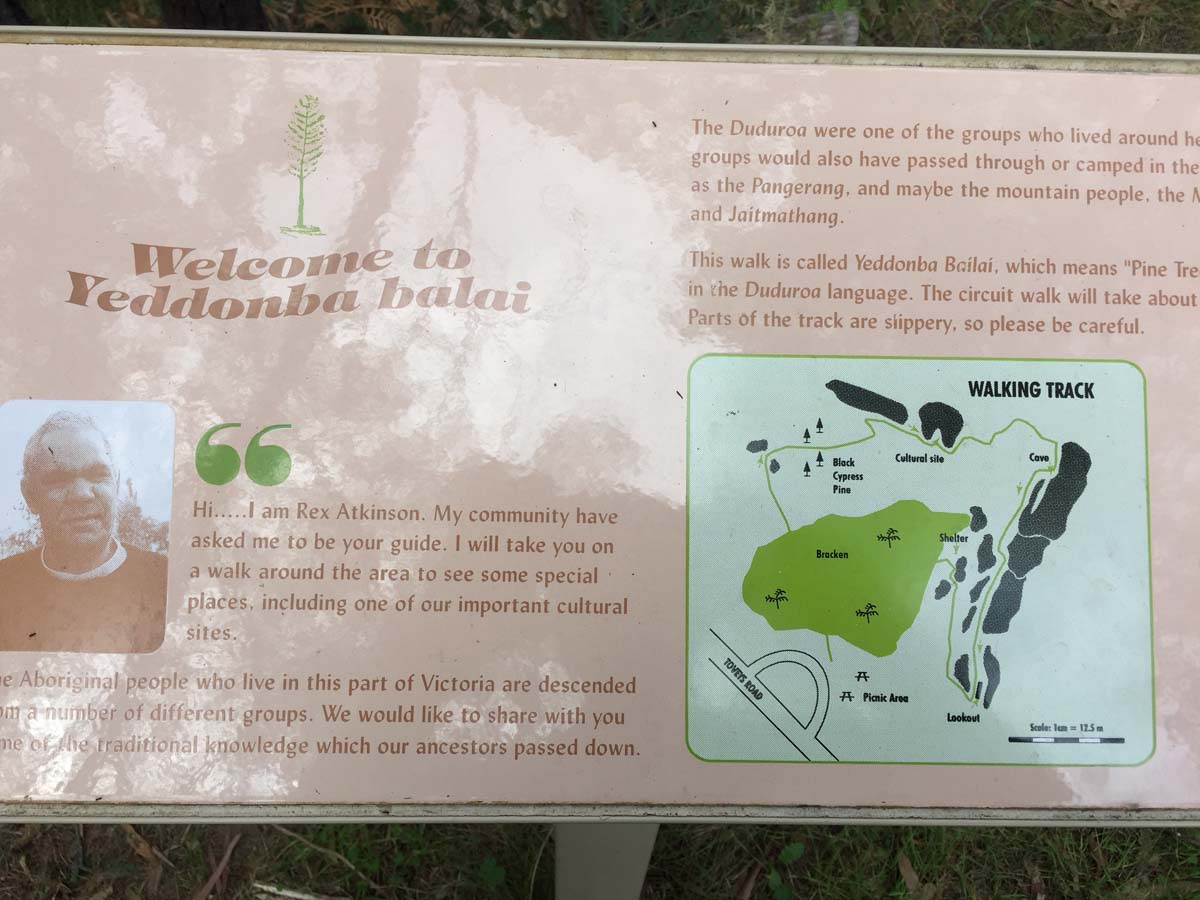 Welcome to
Yeddonba balai
Hi.....I am Rex Atkinson. My community have
asked me to be your guide. I will take you on
a walk around the area to see some special
places, including one of our important cultural
sites.
Aboriginal people who live in this part of Victoria are descended
a number of different groups. We would like to share with you
of the traditional knowledge which our ancestors passed down.
The Duduroa were one of the groups who lived around
groups would also have passed through or camped in the
as the Pangerang, and maybe the mountain people, the
and Jaitmathang.
This walk is called Yeddonba Bailai, which means "Pine
in the Duduroa language. The circuit walk will take about
Parts of the track are slippery, so please be careful.
WALKING TRACK
Black
Cypress
Pine
Cultural site
Cave
Bracken
Shelter
TOVEYS ROAD
Picnic Area
Lookout
Scale: 1cm = 12.5 m